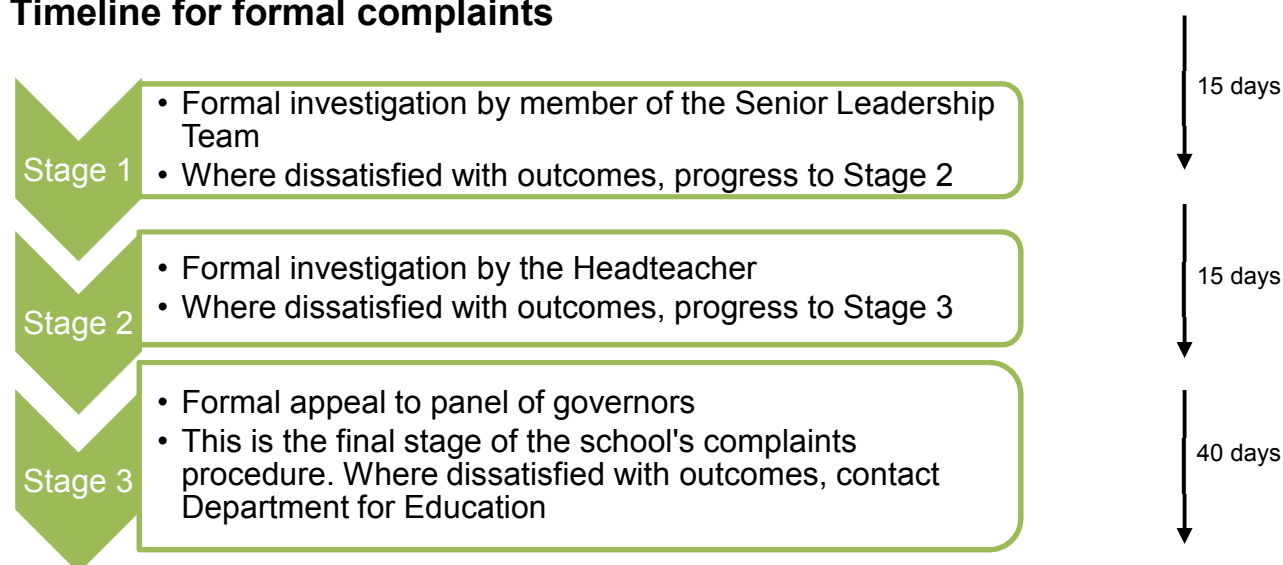 Timeline for formal complaints
15 days
Stage 1
• Formal investigation by member of the Senior Leadership
Team
• Where dissatisfied with outcomes, progress to Stage 2
15 days
Stage 2
• Formal investigation by the Headteacher
• Where dissatisfied with outcomes, progress to Stage 3
40 days
Stage 3
• Formal appeal to panel of governors
• This is the final stage of the school's complaints
procedure. Where dissatisfied with outcomes, contact
Department for Education